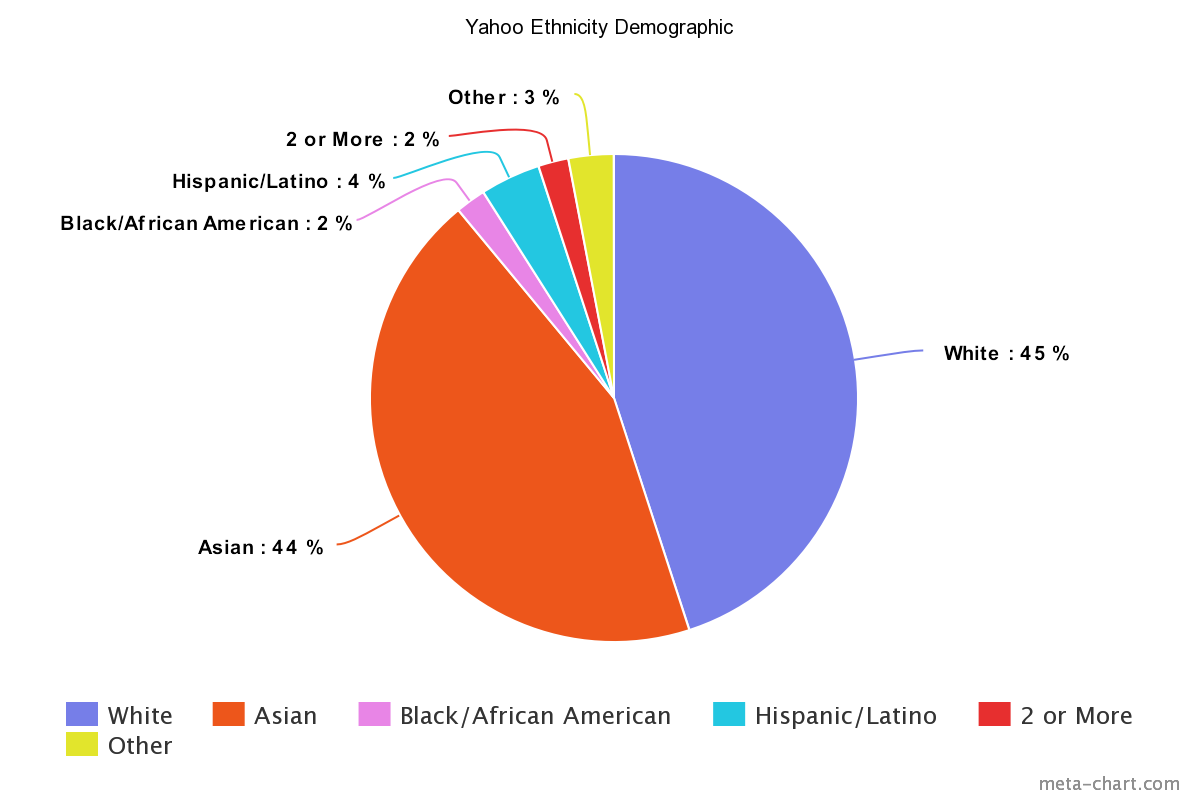 Yahoo Ethnicity Demographic
Other : 3 %
2 or More : 2 %
Hispanic/Latino : 4 %
Black/African American : 2 %
White : 45 %
Asian : 44 %
White Asian Black/African American Hispanic/Latino 2 or More
Other
meta-chart.com